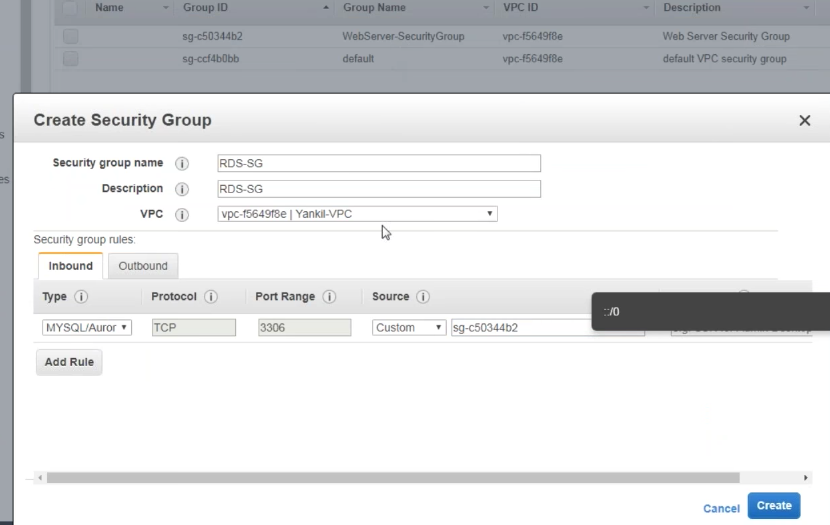 Name Group ID Group Name VPC ID Description
sg-c50344b2 WebServer-SecurityGroup vpc-f5649f8e Web Server Security Group
sg-ccf4b0bb default vpc-f5649f8e default VPC security group
Create Security Group
Security group name RDS-SG
Description RDS-SG
VPC vpc-f5649f8e | Yankil-VPC
Security group rules:
Inbound Outbound
Type Protocol Port Range Source
::/0
MYSQL/Auror TCP 3306 Custom sg-c50344b2
Add Rule
Cancel Create